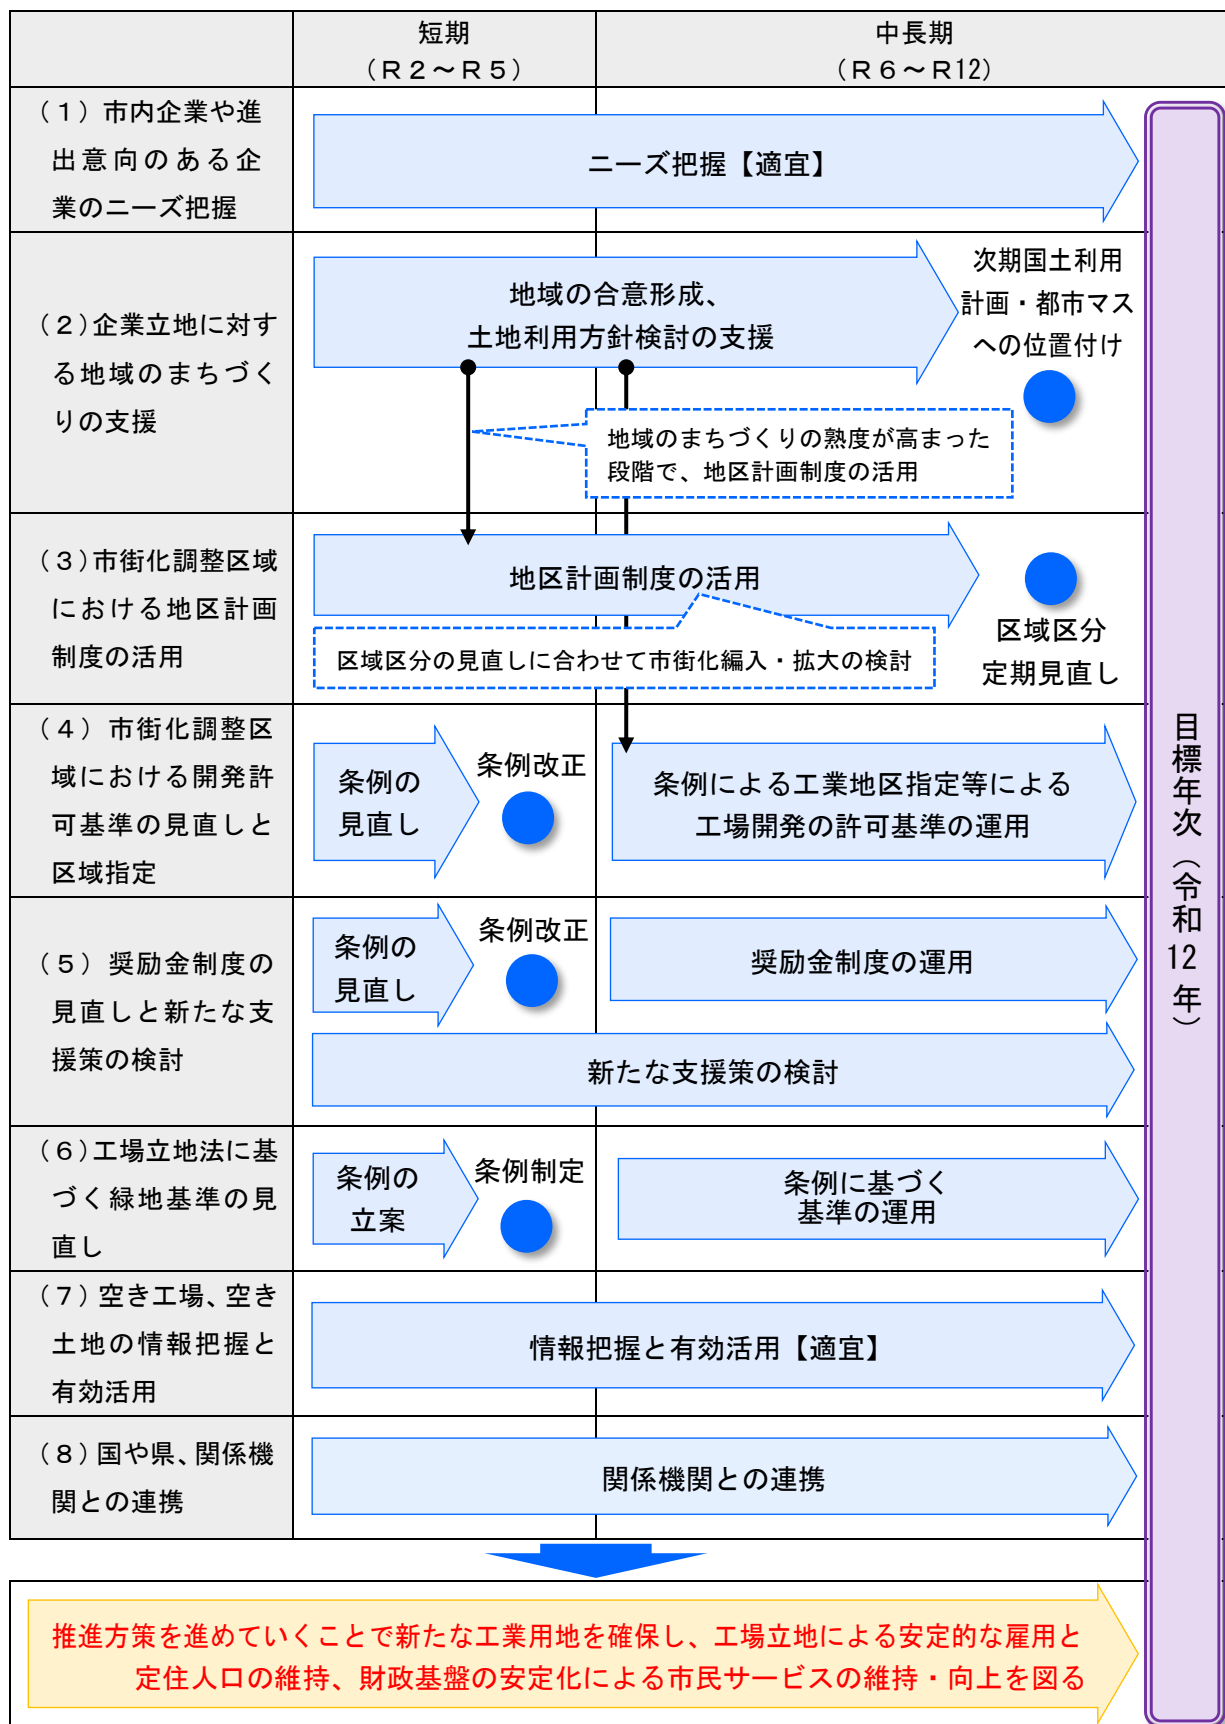 短期
（Ｒ２～Ｒ５）
中長期
（Ｒ６～Ｒ12）
（１）市内企業や進
出意向のある企
業のニーズ把握
ニーズ把握【適宜】
（２）企業立地に対す
る地域のまちづく
りの支援
地域の合意形成、
土地利用方針検討の支援
次期国土利用
計画・都市マス
への位置付け
地域のまちづくりの熟度が高まった
段階で、地区計画制度の活用
（３）市街化調整区域
における地区計画
制度の活用
地区計画制度の活用
区域区分の見直しに合わせて市街化編入・拡大の検討
区域区分
定期見直し
（４）市街化調整区
域における開発許
可基準の見直しと
区域指定
条例の
見直し
条例改正
条例による工業地区指定等による
工場開発の許可基準の運用
（５）奨励金制度の
見直しと新たな支
援策の検討
条例の
見直し
条例改正
奨励金制度の運用
新たな支援策の検討
（６）工場立地法に基
づく緑地基準の見
直し
条例の
立案
条例制定
条例に基づく
基準の運用
（７）空き工場、空き
土地の情報把握と
有効活用
情報把握と有効活用【適宜】
（８）国や県、関係機
関との連携
関係機関との連携
目標年次（令和12年）
推進方策を進めていくことで新たな工業用地を確保し、工場立地による安定的な雇用と
定住人口の維持、財政基盤の安定化による市民サービスの維持・向上を図る